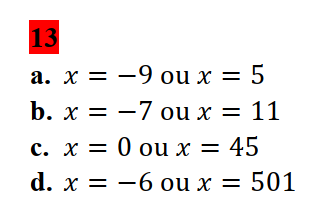 13
a. x = −9 ou x = 5
b. x = −7 ou x = 11
c. x = 0 ou x = 45
d. x = −6 ou x = 501